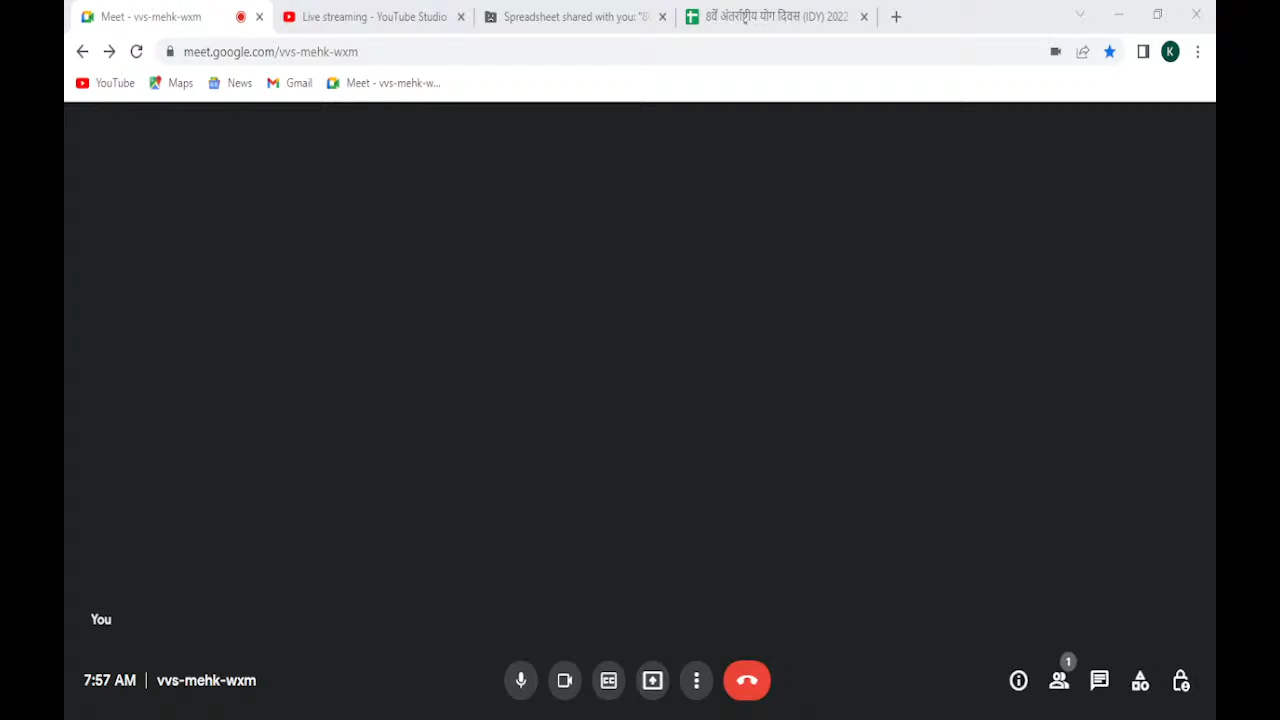 Meet - vvs-mehk-wxm
Live streaming - YouTube Studio
Spreadsheet shared with you: "8
8वें अंतर्राष्ट्रीय योग दिवस (IDY) 2022
meet.google.com/vvs-mehk-wxm
K
YouTube
Maps
News
Gmail
Meet - vvs-mehk-w...
You
7:57 AM
vvs-mehk-wxm
CC
1